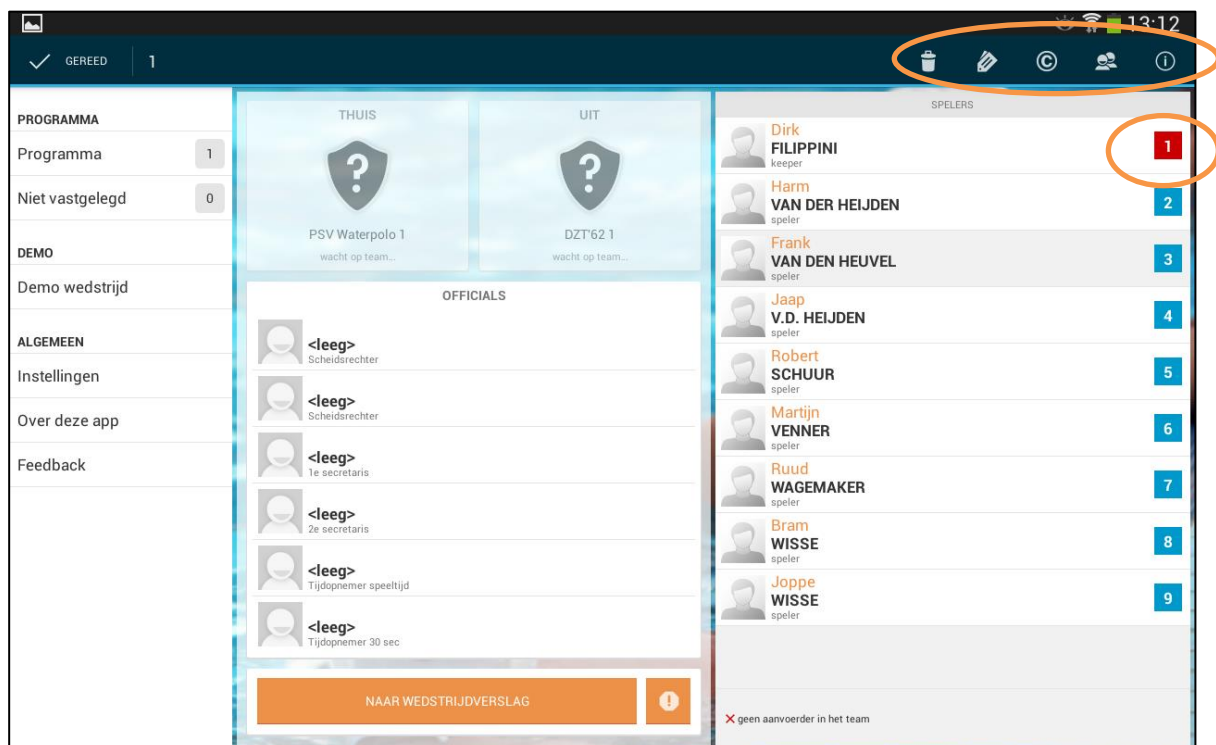 13:12
GEREED 1
PROGRAMMA
Programma 1
Niet vastgelegd 0
DEMO
Demo wedstrijd
ALGEMEEN
Instellingen
Over deze app
Feedback
THUIS
PSV Waterpolo 1
wacht op team...
UIT
DZT'62 1
wacht op team...
OFFICIALS
<leeg>
Scheidsrechter
<leeg>
Scheidsrechter
<leeg>
1e secretaris
<leeg>
2e secretaris
<leeg>
Tijdopnemer speeltijd
<leeg>
Tijdopnemer 30 sec
NAAR WEDSTRIJDVERSLAG
SPELERS
Dirk
FILIPPINI 1
keeper
Harm
VAN DER HEIJDEN 2
speler
Frank
VAN DEN HEUVEL 3
speler
Jaap
V.D. HEIJDEN 4
speler
Robert
SCHUUR 5
speler
Martijn
VENNER 6
speler
Ruud
WAGEMAKER 7
speler
Bram
WISSE 8
speler
Joppe
WISSE 9
speler
geen aanvoerder in het team